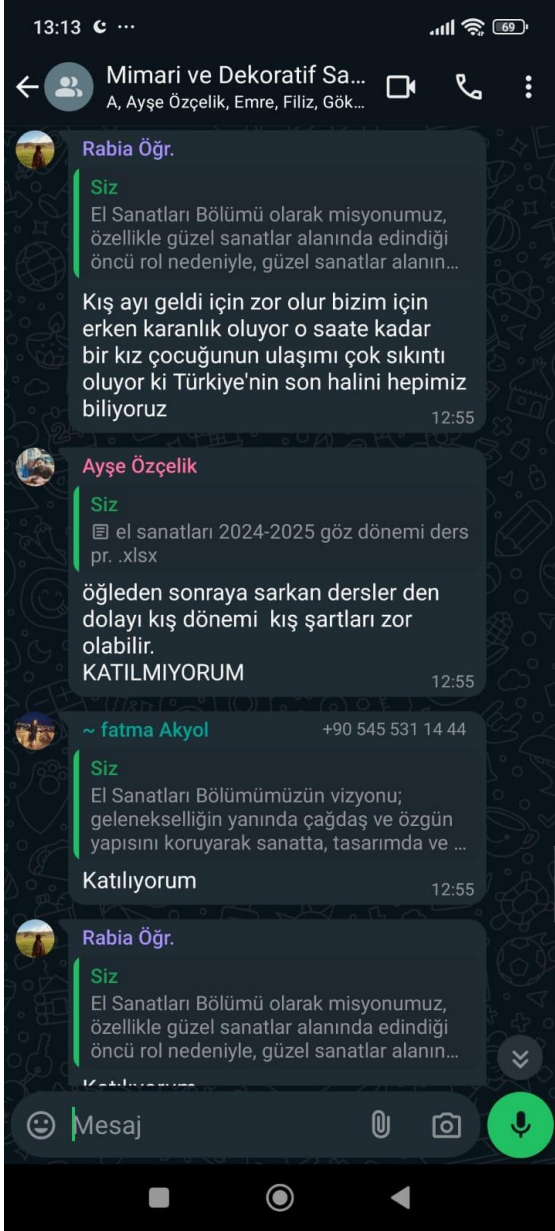 13:13
69
Mimari ve Dekoratif Sa...
A, Ayşe Özçelik, Emre, Filiz, Gök...
Rabia Öğr.
Siz
El Sanatları Bölümü olarak misyonumuz,
özellikle güzel sanatlar alanında edindiği
öncü rol nedeniyle, güzel sanatlar alanın...
Kış ayı geldi için zor olur bizim için
erken karanlık oluyor o saate kadar
bir kız çocuğunun ulaşımı çok sıkıntı
oluyor ki Türkiye'nin son halini hepimiz
biliyoruz
12:55
Ayşe Özçelik
Siz
el sanatları 2024-2025 göz dönemi ders
pr. .xlsx
öğleden sonraya sarkan dersler den
dolayı kış dönemi kış şartları zor
olabilir.
KATILMIYORUM
12:55
~ fatma Akyol +90 545 531 14 44
Siz
El Sanatları Bölümümüzün vizyonu;
gelenekselliğin yanında çağdaş ve özgün
yapısını koruyarak sanatta, tasarımda ve ...
Katılıyorum
12:55
Rabia Öğr.
Siz
El Sanatları Bölümü olarak misyonumuz,
özellikle güzel sanatlar alanında edindiği
öncü rol nedeniyle, güzel sanatlar alanın...
Katılıyorum
Mesaj